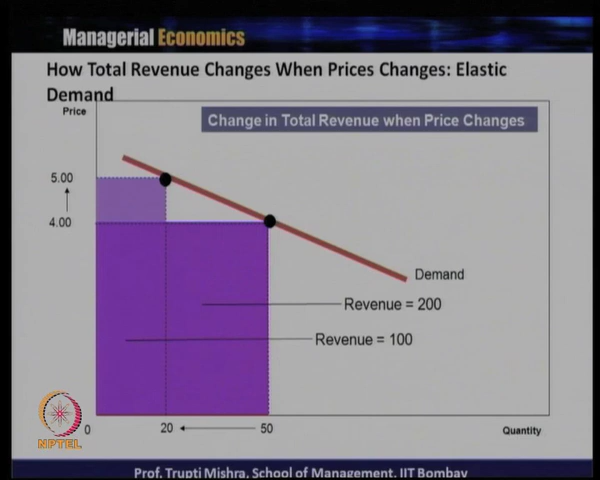 Managerial Economics
How Total Revenue Changes When Prices Changes: Elastic
Demand
Price
Change in Total Revenue when Price Changes
5.00
4.00
Demand
Revenue = 200
Revenue = 100
0
20
50
Quantity
NPTEL
Prof. Trupti Mishra, School of Management, IIT Bombay